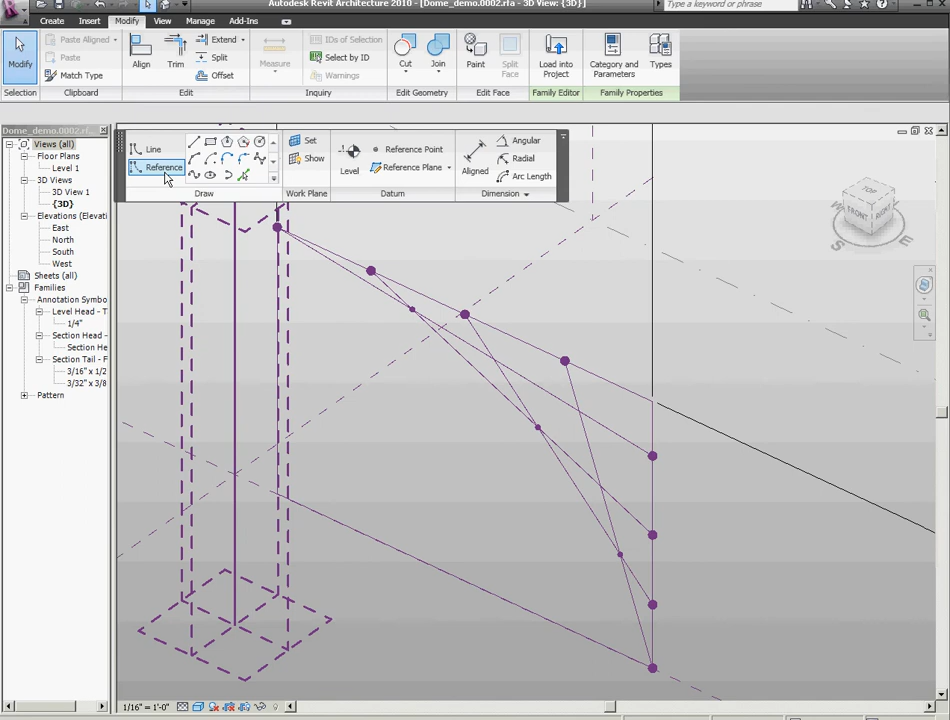 Autodesk Revit Architecture 2010 - [Dome_demo.0002.rfa - 3D View: {3D}]
Type a keyword or phrase
Create Insert Modify View Manage Add-Ins
Modify
Paste Aligned
Paste
Match Type
Align
Trim
Extend
Split
Offset
Measure
IDs of Selection
Select by ID
Warnings
Cut
Join
Paint
Split Face
Load into Project
Category and Parameters
Types
Selection Clipboard Edit Inquiry Edit Geometry Edit Face Family Editor Family Properties
Dome_demo.0002.rf...
Views (all)
Floor Plans
Level 1
3D Views
3D View 1
{3D}
Elevations (Elevati
East
North
South
West
Sheets (all)
Families
Annotation Symbo
Level Head - T
1/4"
Section Head -
Section He
Section Tail - F
3/16" x 1/2
3/32" x 3/8
Pattern
Line
Reference
Draw
Set
Show
Work Plane
Level
Reference Point
Reference Plane
Datum
Aligned
Angular
Radial
Arc Length
Dimension
TOP
FRONT
RIGHT
W
S
E
1/16" = 1'-0"